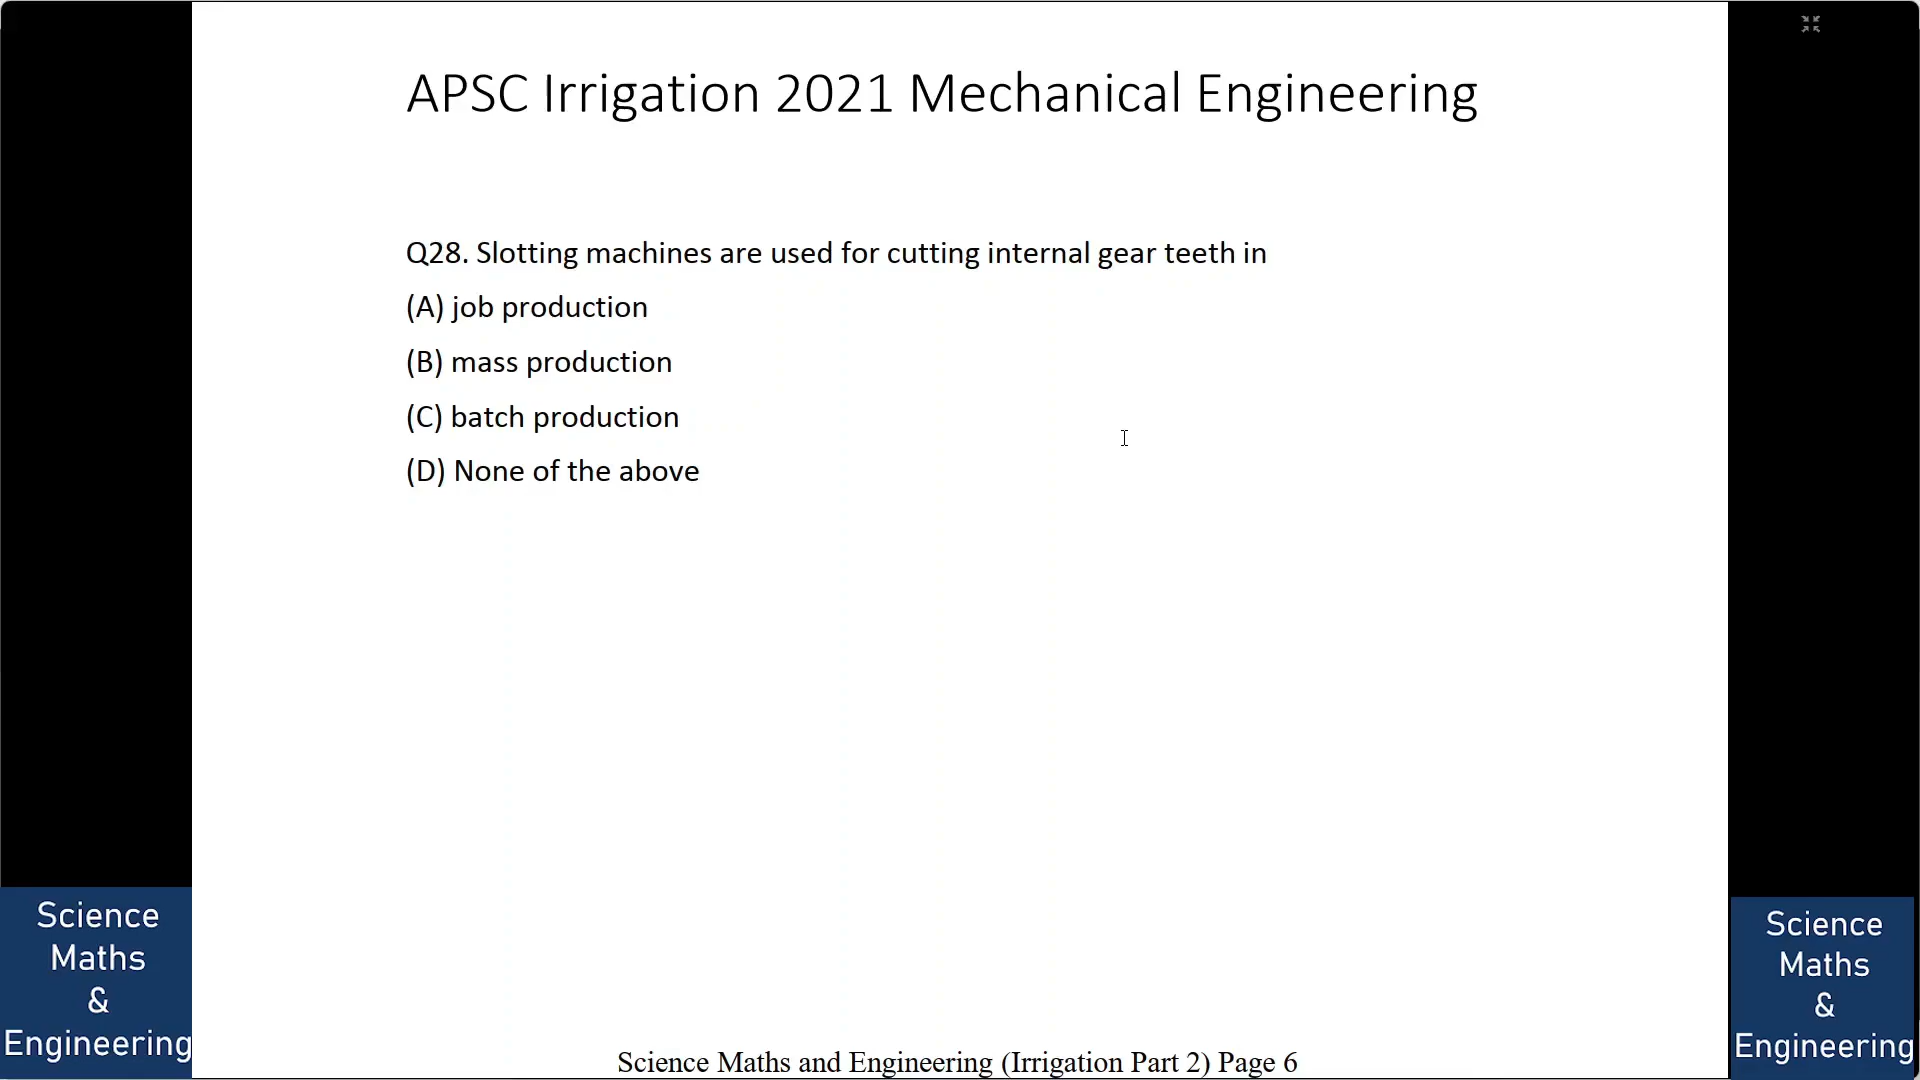 APSC Irrigation 2021 Mechanical Engineering
Q28. Slotting machines are used for cutting internal gear teeth in
(A) job production
(B) mass production
(C) batch production
(D) None of the above
Science
Maths
&
Engineering
Science
Maths
&
Engineering
Science Maths and Engineering (Irrigation Part 2) Page 6